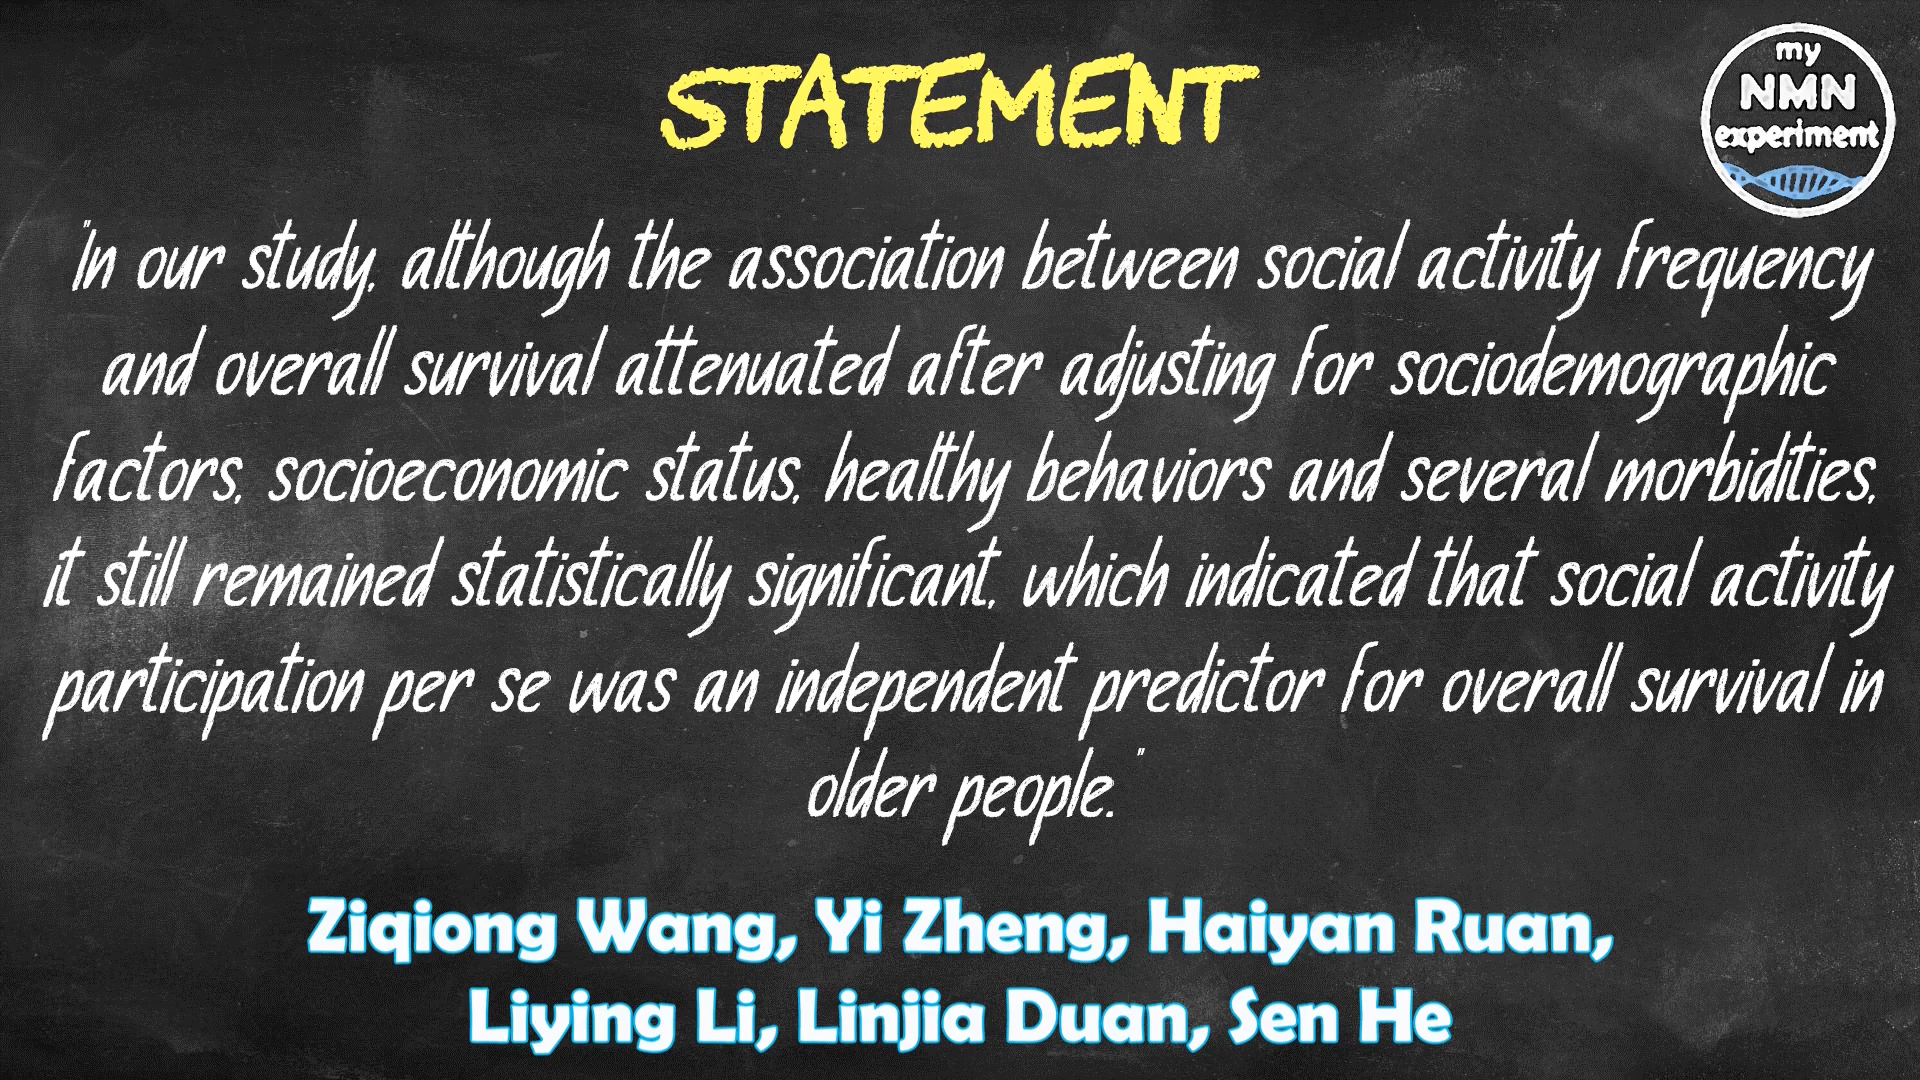 STATEMENT
my
NMN
experiment
"In our study, although the association between social activity frequency
and overall survival attenuated after adjusting for sociodemographic
factors, socioeconomic status, healthy behaviors and several morbidities,
it still remained statistically significant, which indicated that social activity
participation per se was an independent predictor for overall survival in
older people."
Ziqiong Wang, Yi Zheng, Haiyan Ruan,
Liying Li, Linjia Duan, Sen He